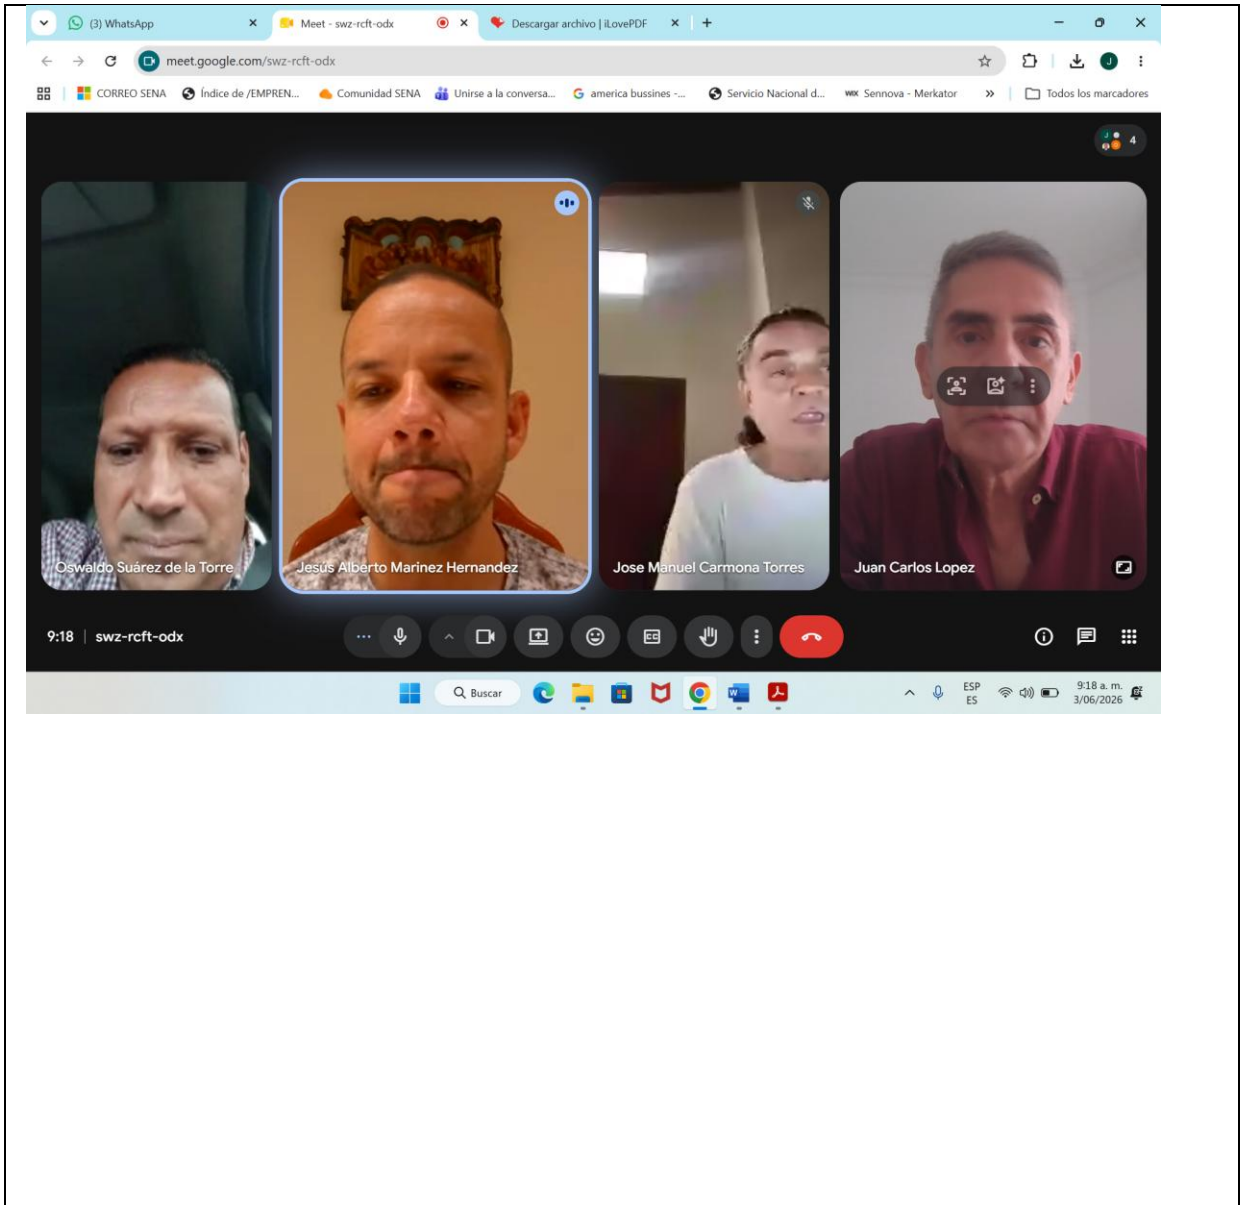 (3) WhatsApp
Meet - swz-rcft-odx
Descargar archivo | iLovePDF
meet.google.com/swz-rcft-odx
J
CORREO SENA
Índice de /EMPREN...
Comunidad SENA
Unirse a la conversa...
america bussines -...
Servicio Nacional d...
WIX Sennova - Merkator
»
Todos los marcadores
4
Oswaldo Suárez de la Torre
Jesús Alberto Marinez Hernandez
Jose Manuel Carmona Torres
Juan Carlos Lopez
9:18 | swz-rcft-odx
CC
Buscar
ESP
ES
9:18 a. m.
3/06/2026